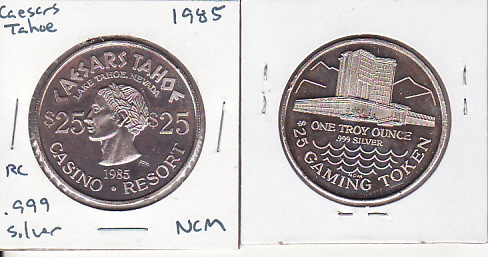 Caesars
Tahoe
1985
CAESARS TAHOE
LAKE TAHOE, NEVADA
$25 $25
1985
CASINO • RESORT
RC
.999
Silver
NCM
ONE TROY OUNCE
.999 SILVER
NCM
$25 GAMING TOKEN